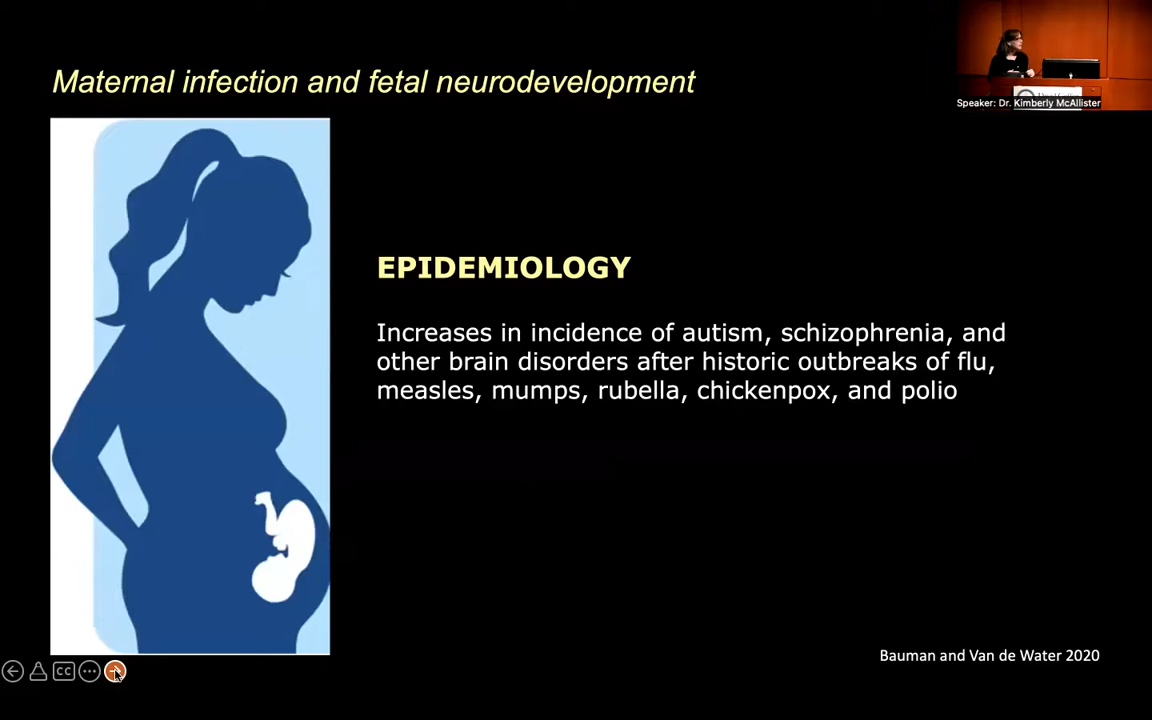 Maternal infection and fetal neurodevelopment
Speaker: Dr. Kimberly McAllister
EPIDEMIOLOGY
Increases in incidence of autism, schizophrenia, and
other brain disorders after historic outbreaks of flu,
measles, mumps, rubella, chickenpox, and polio
Bauman and Van de Water 2020
CC